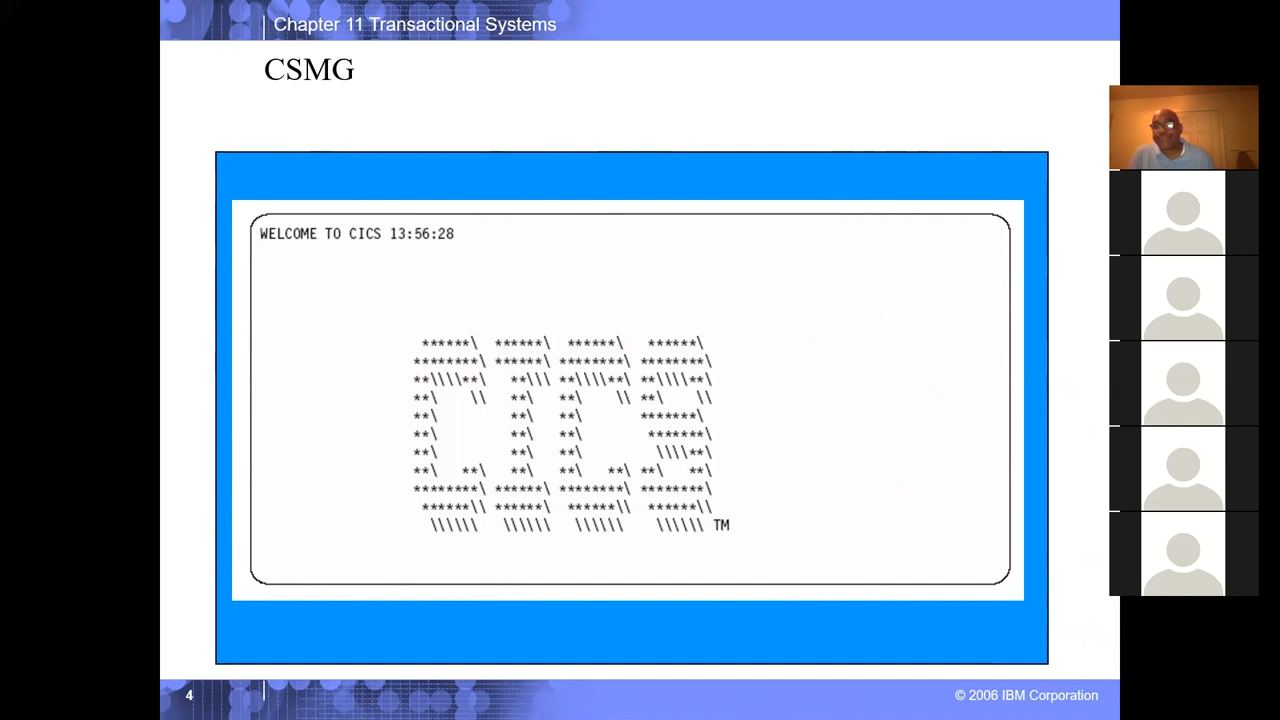 Chapter 11 Transactional Systems
CSMG
WELCOME TO CICS 13:56:28
 ******\  ******\  ******\   ******\
********\ ******\ ********\ ********\
**\\\\**\   **\\\ **\\\\**\ **\\\\**\
**\    \\   **\   **\    \\ **\    \\
**\         **\   **\       *******\
**\         **\   **\        *******\
**\         **\   **\         \\\\**\
**\   **\   **\   **\   **\ **\   **\
********\ ******\ ********\ ********\
 ******\\ ******\  ******\\  ******\\
  \\\\\\   \\\\\\   \\\\\\    \\\\\\ TM
4
© 2006 IBM Corporation